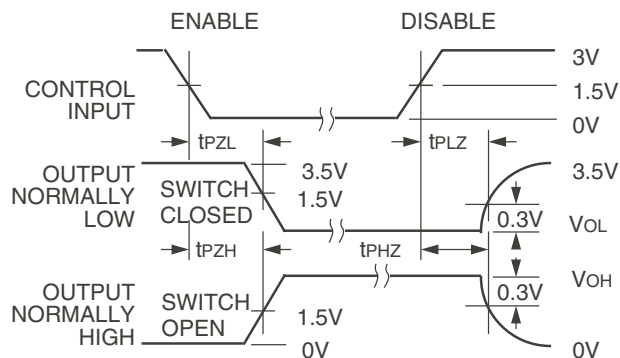 ENABLE DISABLE
3V
CONTROL
INPUT
1.5V
0V
tPZL tPLZ
OUTPUT
NORMALLY
LOW
SWITCH
CLOSED
3.5V
1.5V
3.5V
0.3V
VOL
tPZH tPHZ
OUTPUT
NORMALLY
HIGH
SWITCH
OPEN
1.5V
0V
0.3V
VOH
0V